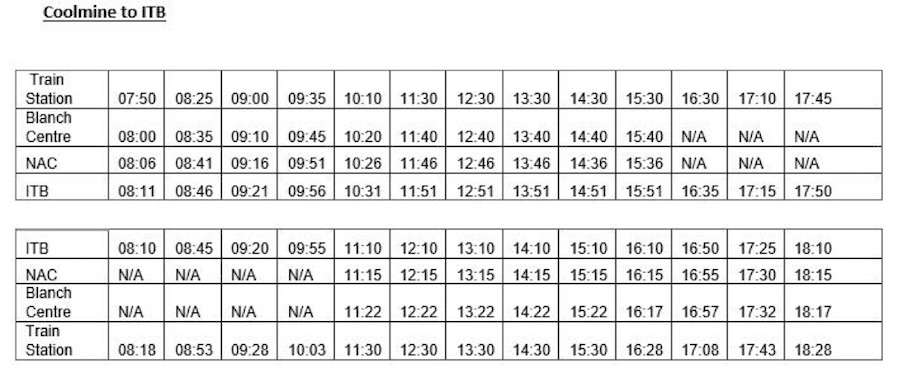 Coolmine to ITB
Train
Station 07:50 08:25 09:00 09:35 10:10 11:30 12:30 13:30 14:30 15:30 16:30 17:10 17:45
Blanch
Centre 08:00 08:35 09:10 09:45 10:20 11:40 12:40 13:40 14:40 15:40 N/A N/A N/A
NAC 08:06 08:41 09:16 09:51 10:26 11:46 12:46 13:46 14:36 15:36 N/A N/A N/A
ITB 08:11 08:46 09:21 09:56 10:31 11:51 12:51 13:51 14:51 15:51 16:35 17:15 17:50
ITB 08:10 08:45 09:20 09:55 11:10 12:10 13:10 14:10 15:10 16:10 16:50 17:25 18:10
NAC N/A N/A N/A N/A 11:15 12:15 13:15 14:15 15:15 16:15 16:55 17:30 18:15
Blanch
Centre N/A N/A N/A N/A 11:22 12:22 13:22 14:22 15:22 16:17 16:57 17:32 18:17
Train
Station 08:18 08:53 09:28 10:03 11:30 12:30 13:30 14:30 15:30 16:28 17:08 17:43 18:28